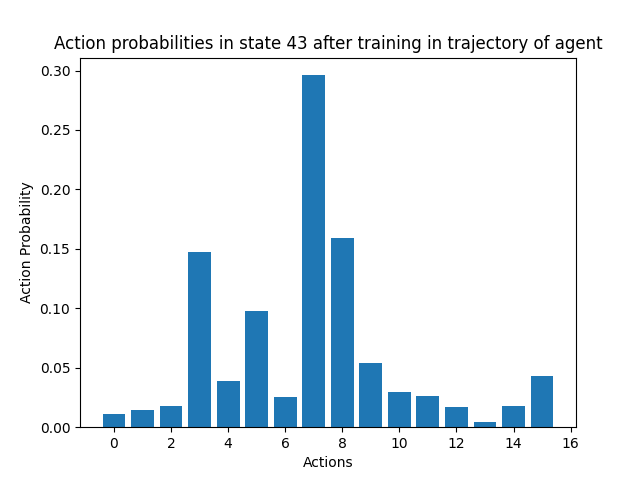 Action probabilities in state 43 after training in trajectory of agent
0.30
0.25
0.20
0.15
0.10
0.05
0.00
Action Probability
0 2 4 6 8 10 12 14 16
Actions